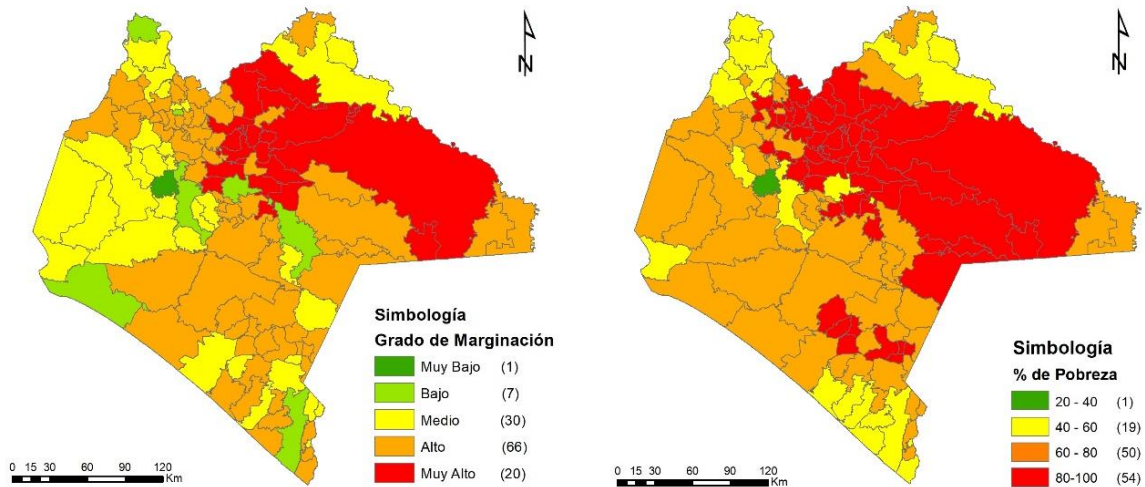 N
Simbología
Grado de Marginación
Muy Bajo (1)
Bajo (7)
Medio (30)
Alto (66)
Muy Alto (20)
0 15 30 60 90 120
Km
N
Simbología
% de Pobreza
20 - 40 (1)
40 - 60 (19)
60 - 80 (50)
80-100 (54)
0 15 30 60 90 120
Km